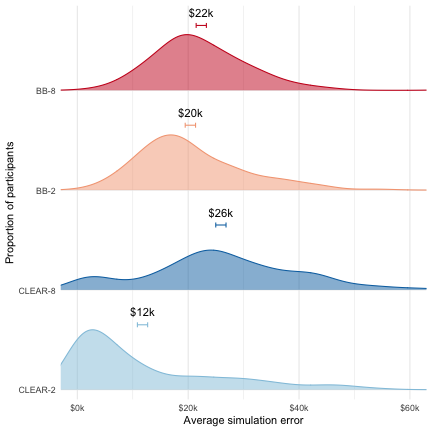 $22k
BB-8
$20k
BB-2
$26k
CLEAR-8
$12k
CLEAR-2
Proportion of participants
$0k $20k $40k $60k
Average simulation error